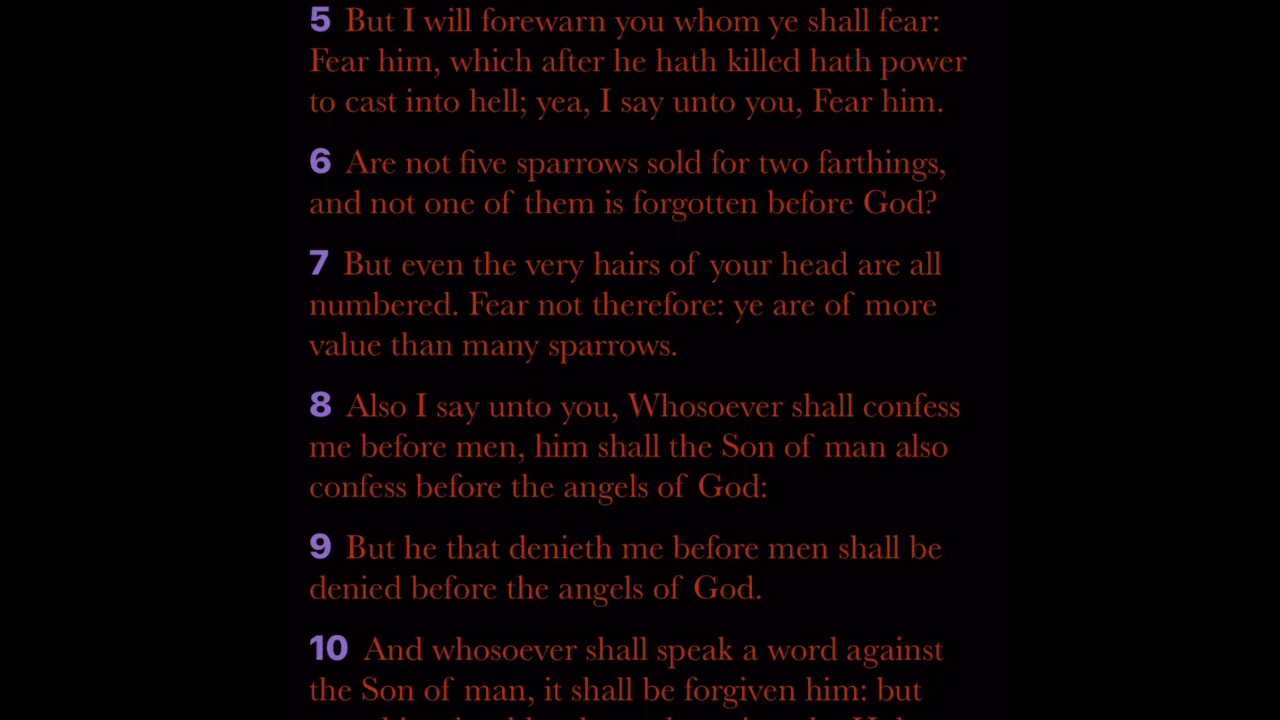 5 But I will forewarn you whom ye shall fear:
Fear him, which after he hath killed hath power
to cast into hell; yea, I say unto you, Fear him.
6 Are not five sparrows sold for two farthings,
and not one of them is forgotten before God?
7 But even the very hairs of your head are all
numbered. Fear not therefore: ye are of more
value than many sparrows.
8 Also I say unto you, Whosoever shall confess
me before men, him shall the Son of man also
confess before the angels of God:
9 But he that denieth me before men shall be
denied before the angels of God.
10 And whosoever shall speak a word against
the Son of man, it shall be forgiven him: but